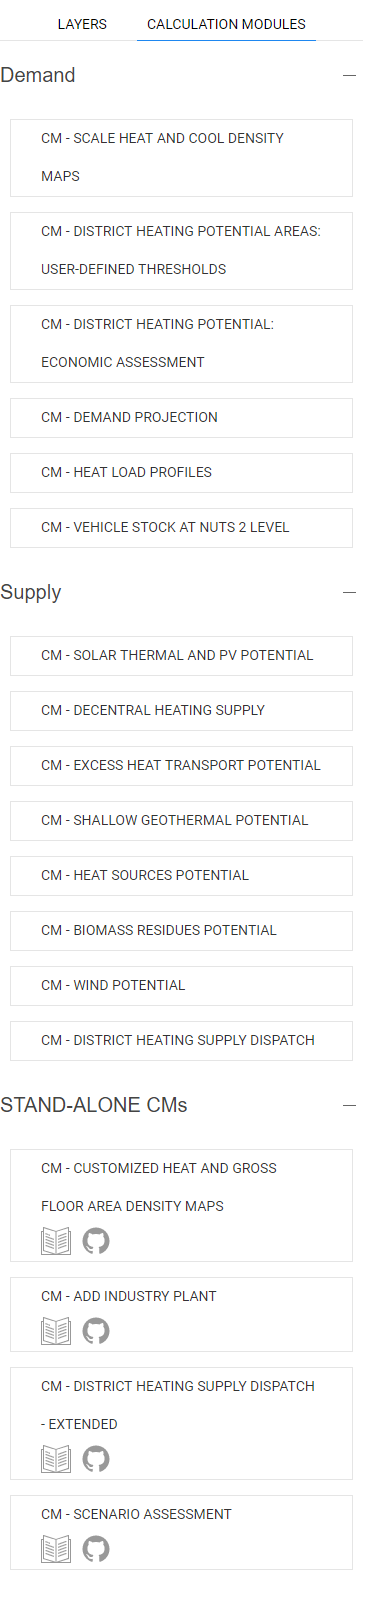 LAYERS CALCULATION MODULES
Demand
CM - SCALE HEAT AND COOL DENSITY
MAPS
CM - DISTRICT HEATING POTENTIAL AREAS:
USER-DEFINED THRESHOLDS
CM - DISTRICT HEATING POTENTIAL:
ECONOMIC ASSESSMENT
CM - DEMAND PROJECTION
CM - HEAT LOAD PROFILES
CM - VEHICLE STOCK AT NUTS 2 LEVEL
Supply
CM - SOLAR THERMAL AND PV POTENTIAL
CM - DECENTRAL HEATING SUPPLY
CM - EXCESS HEAT TRANSPORT POTENTIAL
CM - SHALLOW GEOTHERMAL POTENTIAL
CM - HEAT SOURCES POTENTIAL
CM - BIOMASS RESIDUES POTENTIAL
CM - WIND POTENTIAL
CM - DISTRICT HEATING SUPPLY DISPATCH
STAND-ALONE CMs
CM - CUSTOMIZED HEAT AND GROSS
FLOOR AREA DENSITY MAPS
CM - ADD INDUSTRY PLANT
CM - DISTRICT HEATING SUPPLY DISPATCH
- EXTENDED
CM - SCENARIO ASSESSMENT